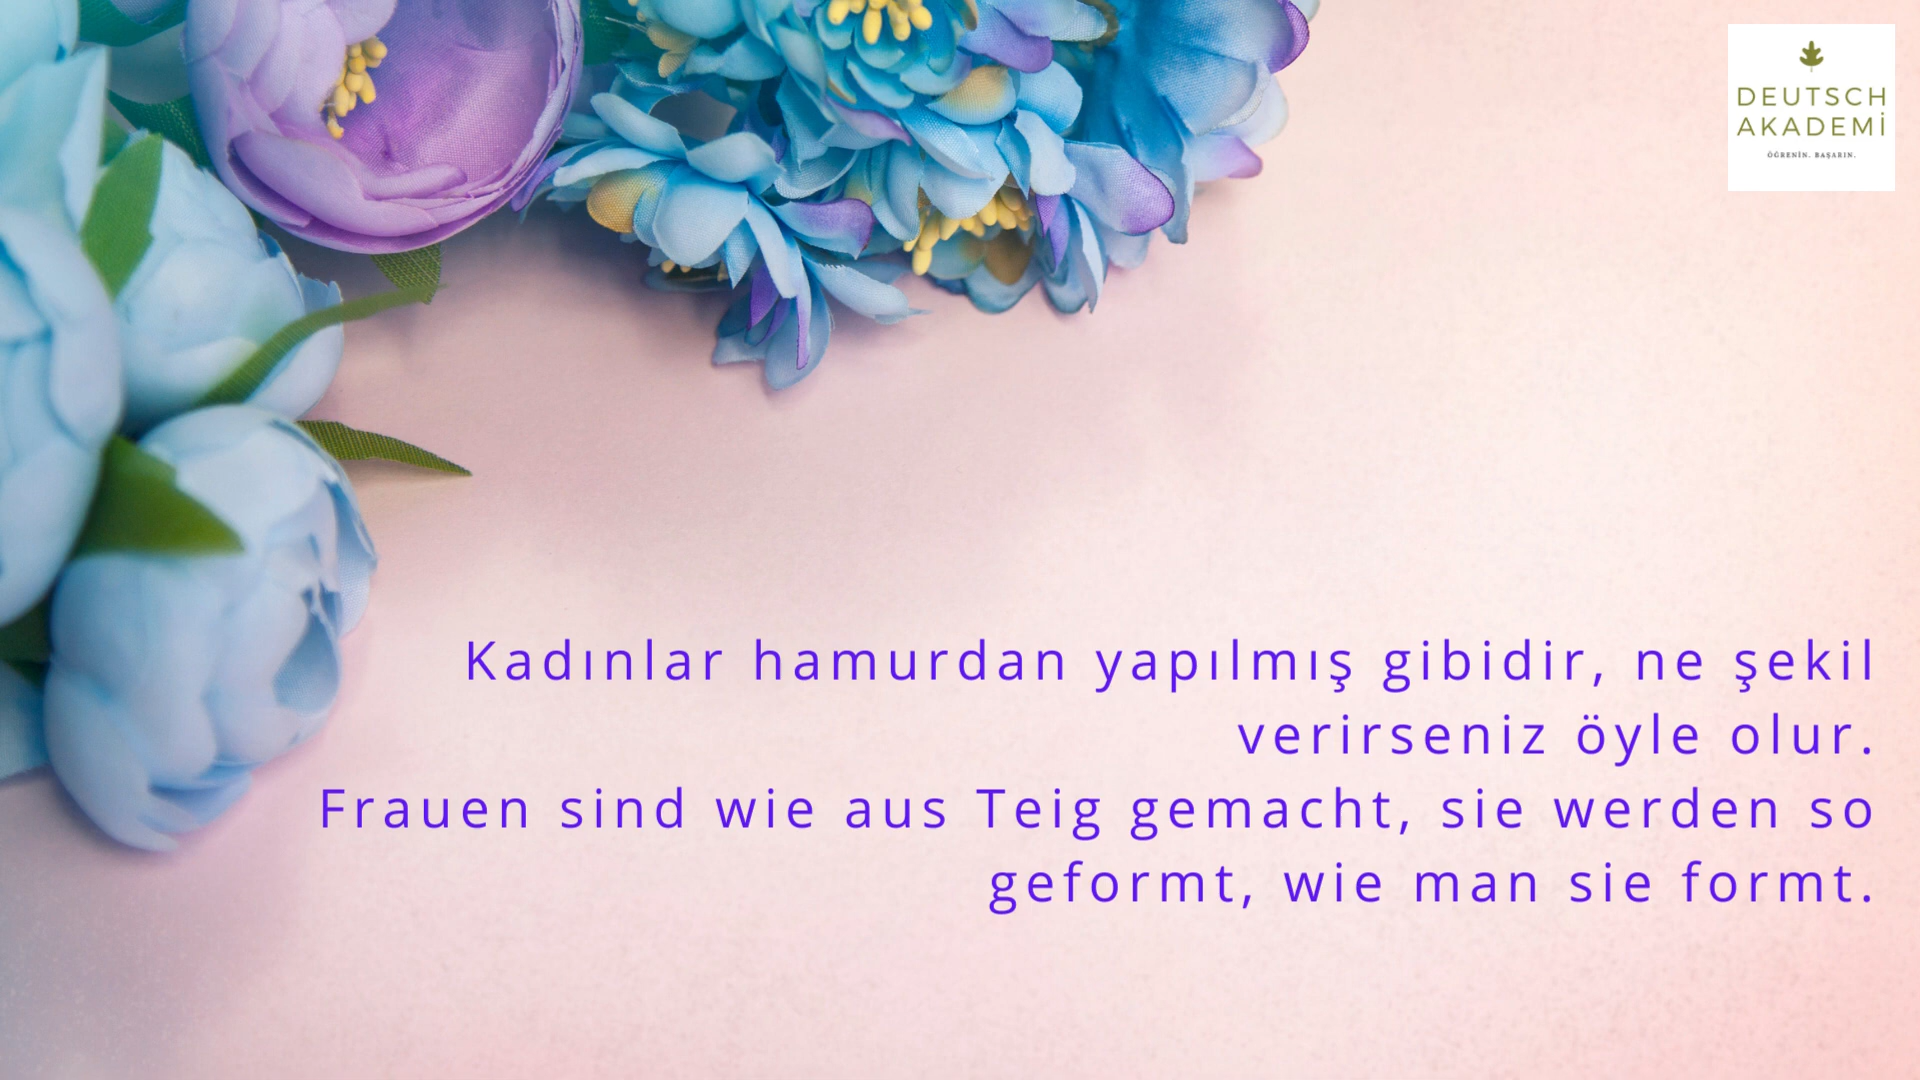 DEUTSCH
AKADEMİ
ÖĞRENİN. BAŞARIN.
Kadınlar hamurdan yapılmış gibidir, ne şekil
verirseniz öyle olur.
Frauen sind wie aus Teig gemacht, sie werden so
geformt, wie man sie formt.